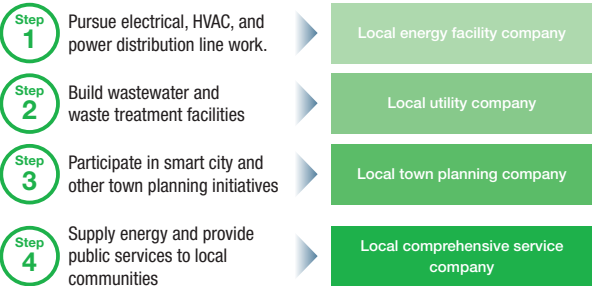 Step
1
Pursue electrical, HVAC, and
power distribution line work.
Local energy facility company
Step
2
Build wastewater and
waste treatment facilities
Local utility company
Step
3
Participate in smart city and
other town planning initiatives
Local town planning company
Step
4
Supply energy and provide
public services to local
communities
Local comprehensive service
company